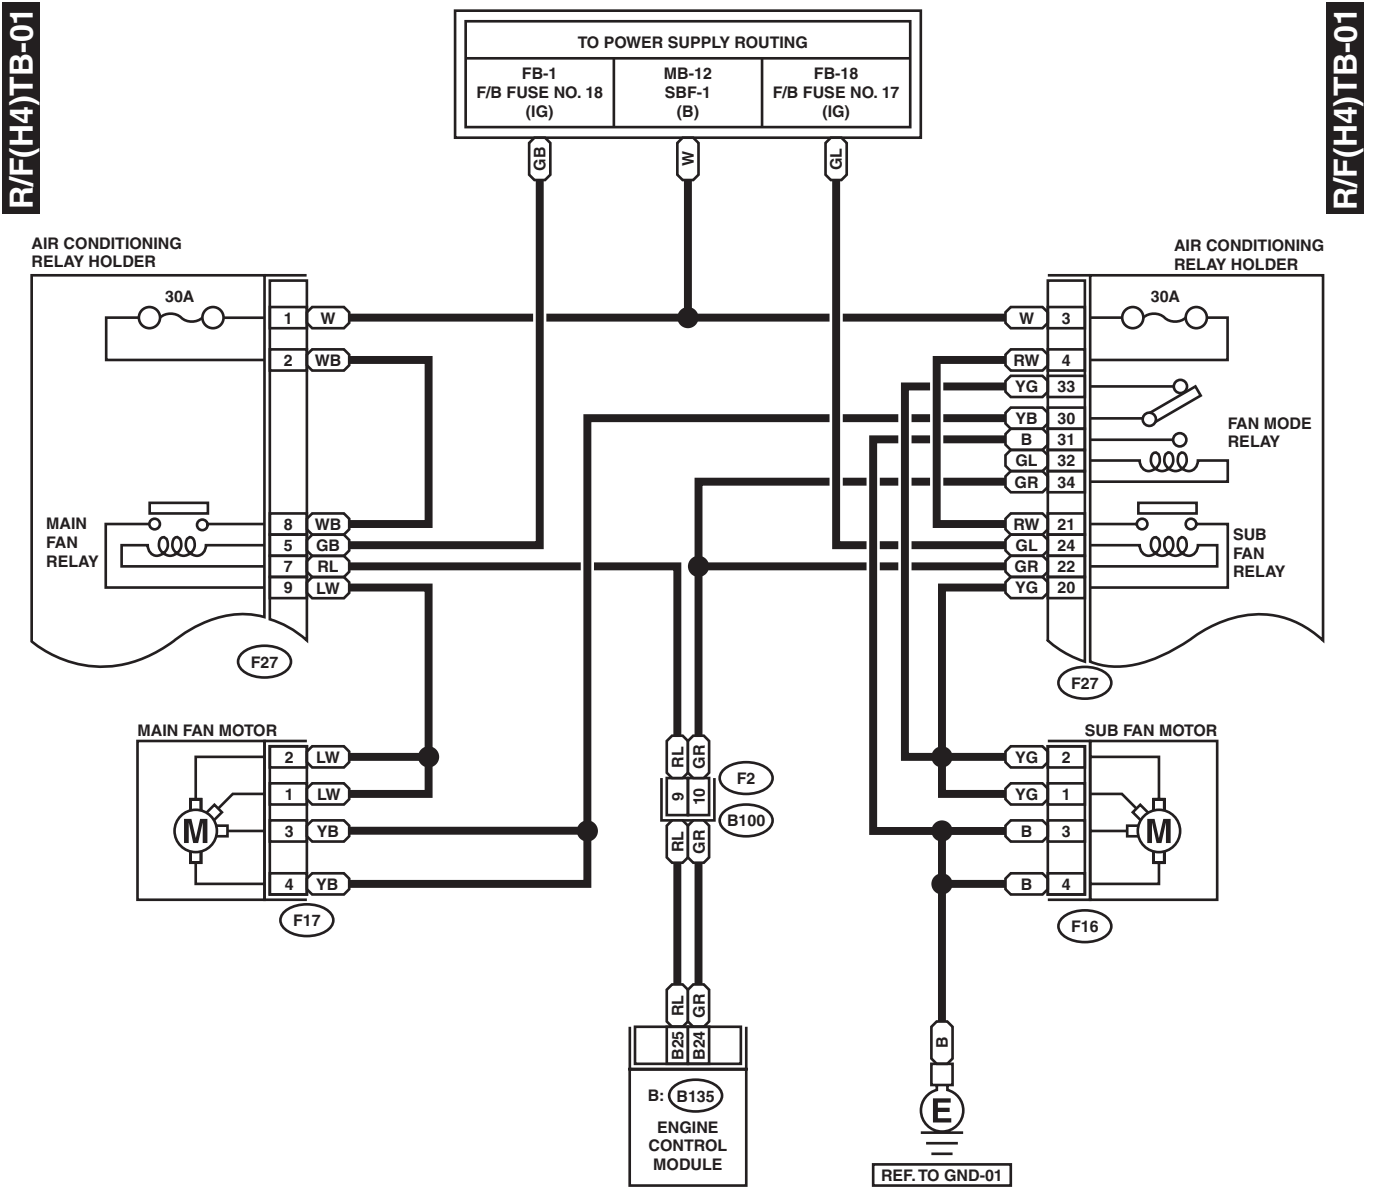 R/F(H4)TB-01
R/F(H4)TB-01
TO POWER SUPPLY ROUTING
FB-1
F/B FUSE NO. 18
(IG)
MB-12
SBF-1
(B)
FB-18
F/B FUSE NO. 17
(IG)
GB
W
GL
AIR CONDITIONING
RELAY HOLDER
30A
1 W
2 WB
MAIN
FAN
RELAY
8 WB
5 GB
7 RL
9 LW
F27
AIR CONDITIONING
RELAY HOLDER
30A
W 3
RW 4
YG 33
YB 30
B 31
GL 32
GR 34
FAN MODE
RELAY
RW 21
GL 24
GR 22
YG 20
SUB
FAN
RELAY
F27
MAIN FAN MOTOR
2 LW
1 LW
3 YB
4 YB
M
F17
RL GR
9 10
F2
B100
RL GR
RL GR
B25 B24
B: B135
ENGINE
CONTROL
MODULE
SUB FAN MOTOR
YG 2
YG 1
B 3
B 4
M
F16
B
E
REF. TO GND-01